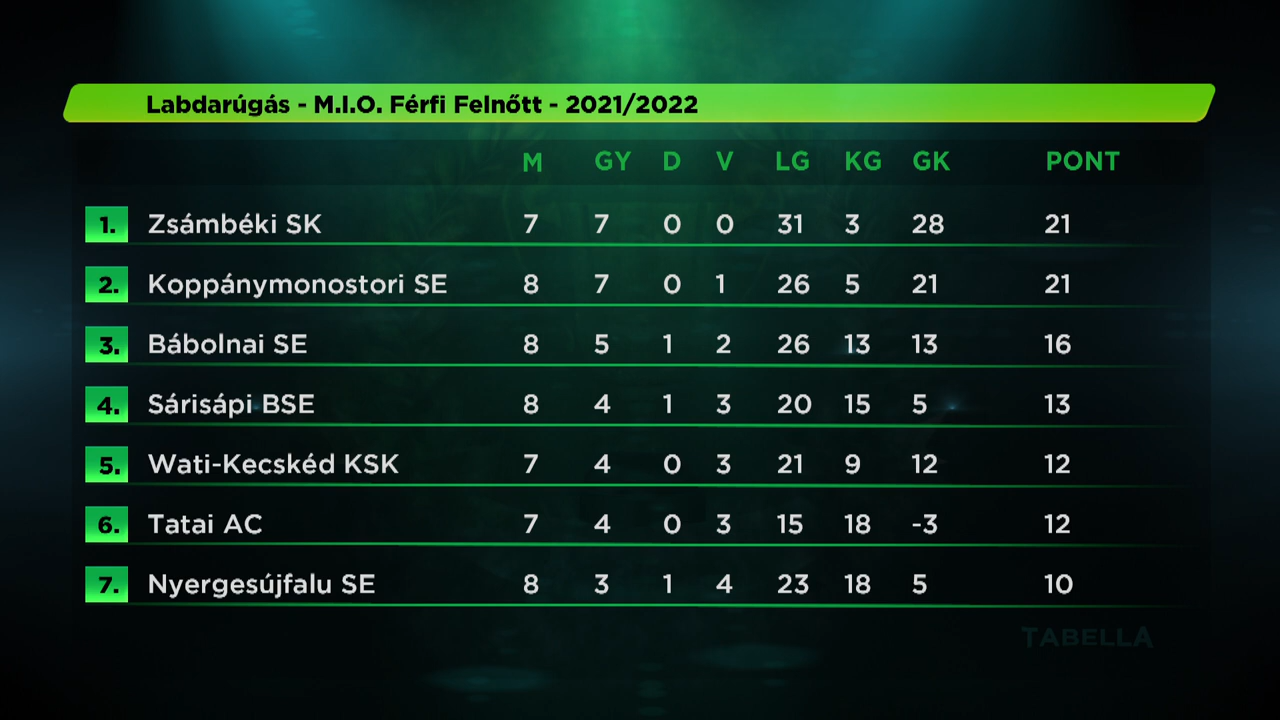 Labdarúgás - M.I.O. Férfi Felnőtt - 2021/2022
M GY D V LG KG GK PONT
1. Zsámbéki SK 7 7 0 0 31 3 28 21
2. Koppánymonostori SE 8 7 0 1 26 5 21 21
3. Bábolnai SE 8 5 1 2 26 13 13 16
4. Sárisápi BSE 8 4 1 3 20 15 5 13
5. Wati-Kecskéd KSK 7 4 0 3 21 9 12 12
6. Tatai AC 7 4 0 3 15 18 -3 12
7. Nyergesújfalu SE 8 3 1 4 23 18 5 10
TABELLA